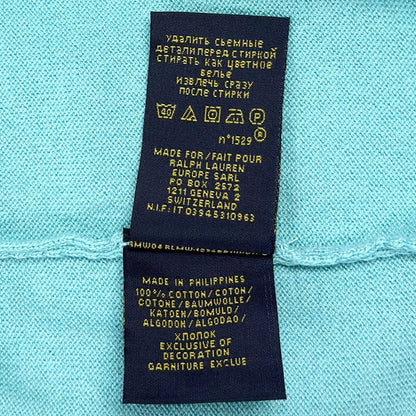 УДАЛИТЬ СЪЕМНЫЕ
ДЕТАЛИ ПЕРЕД СТИРКОЙ
СТИРАТЬ КАК ЦВЕТНОЕ
БЕЛЬЕ
ИЗВЛЕЧЬ СРАЗУ
ПОСЛЕ СТИРКИ
40 P
n°1529 ®
MADE FOR/FAIT POUR
RALPH LAUREN
EUROPE SARL
PO BOX 2572
1211 GENEVA 2
SWITZERLAND
N.I.F: IT03945310963
MADE IN PHILIPPINES
100% COTTON/COTON/
COTONE/BAUMWOLLE/
KATOEN/BOMULD/
ALGODON/ALGODAO/
ХЛОПОК
EXCLUSIVE OF
DECORATION
GARNITURE EXCLUE